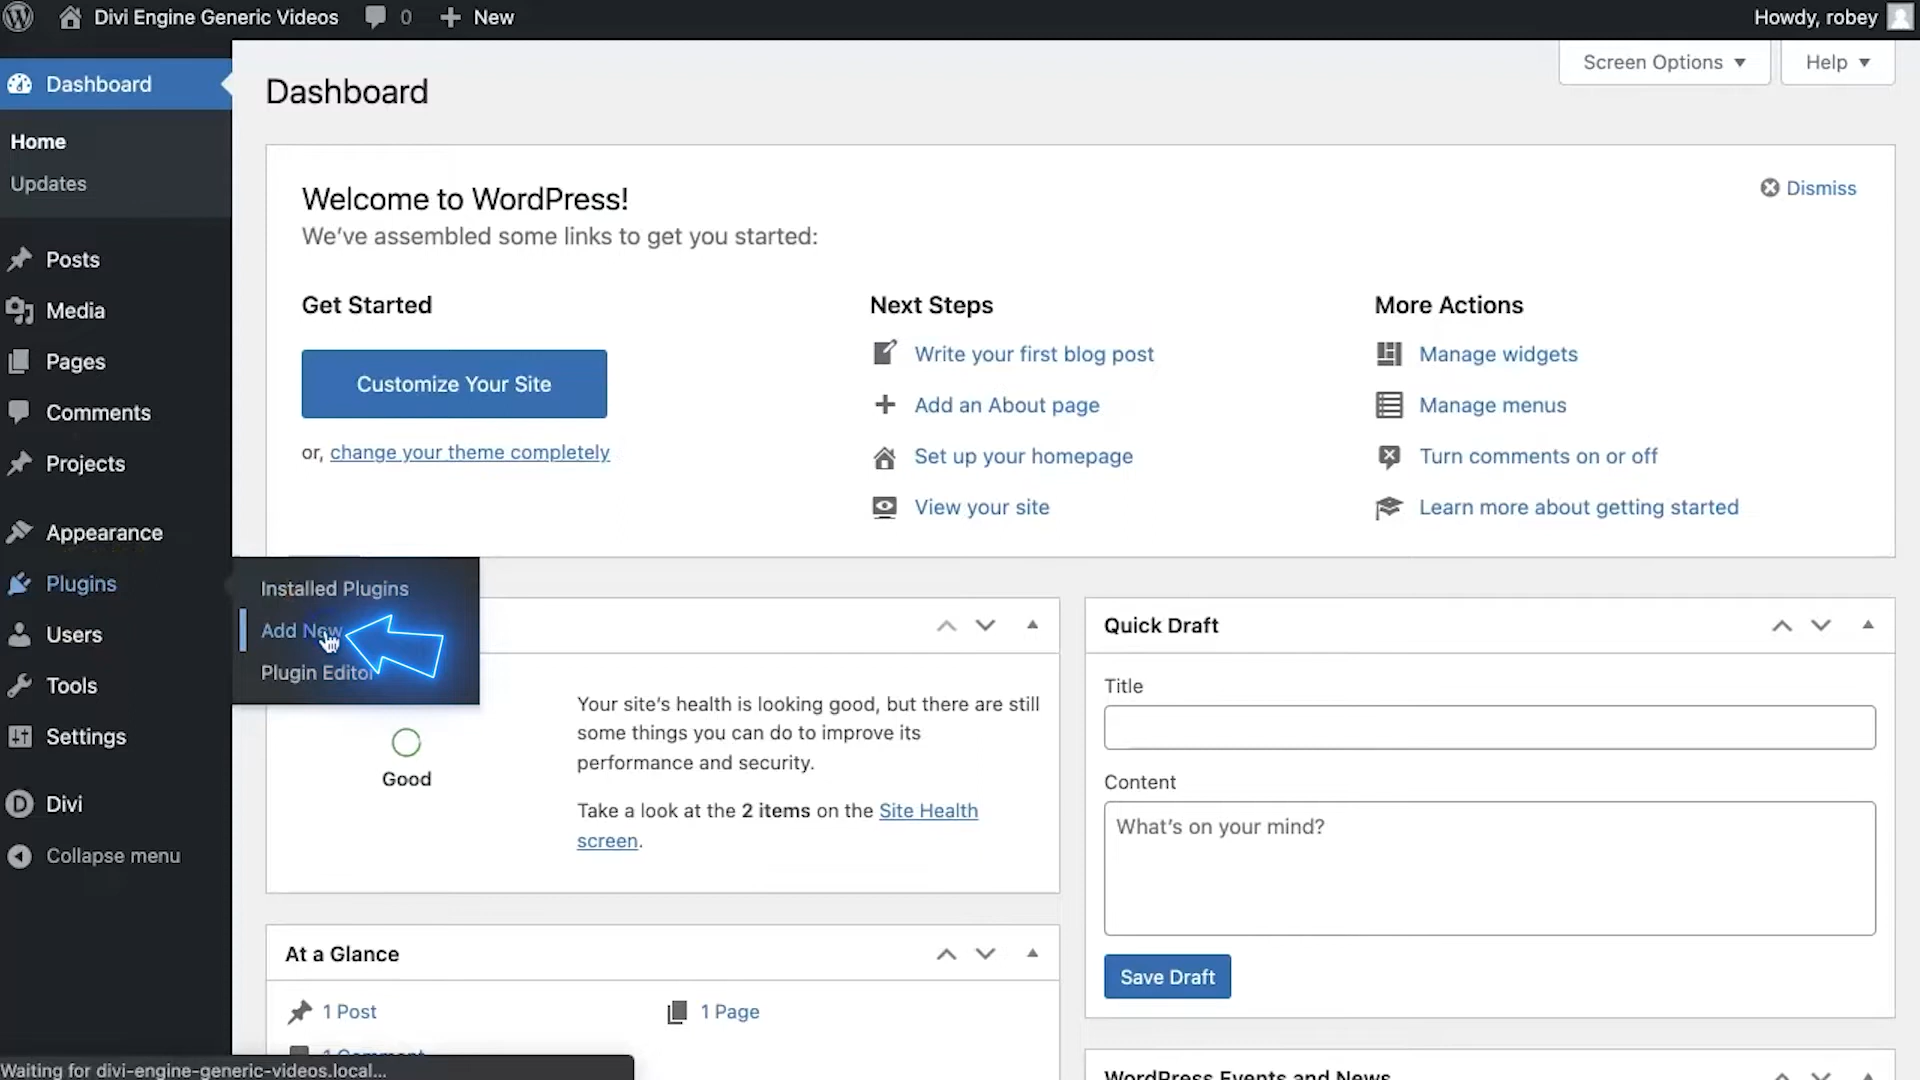 Divi Engine Generic Videos
0
New
Howdy, robey
Dashboard
Home
Updates
Posts
Media
Pages
Comments
Projects
Appearance
Plugins
Users
Tools
Settings
Divi
Collapse menu
Installed Plugins
Add New
Plugin Editor
Dashboard
Screen Options
Help
Welcome to WordPress!
We've assembled some links to get you started:
Dismiss
Get Started
Customize Your Site
or, change your theme completely
Next Steps
Write your first blog post
Add an About page
Set up your homepage
View your site
More Actions
Manage widgets
Manage menus
Turn comments on or off
Learn more about getting started
Good
Your site's health is looking good, but there are still
some things you can do to improve its
performance and security.
Take a look at the 2 items on the Site Health
screen.
At a Glance
1 Post
1 Page
1 Comment
Quick Draft
Title
Content
What's on your mind?
Save Draft
WordPress Events and News
Waiting for divi-engine-generic-videos.local...